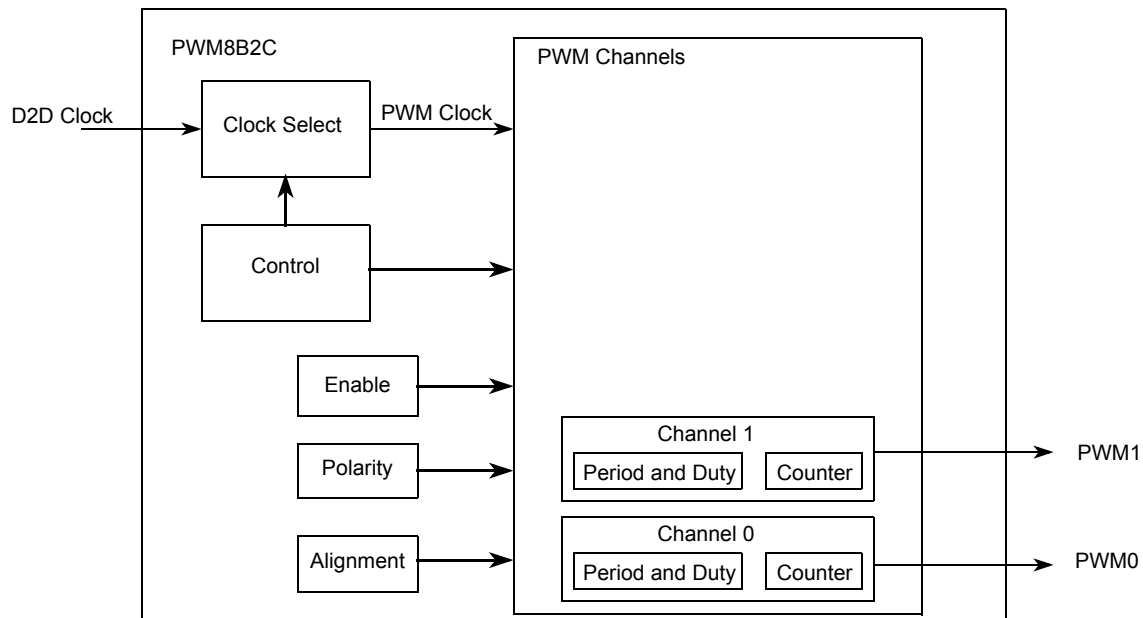 PWM8B2C
PWM Channels
D2D Clock
Clock Select
PWM Clock
Control
Enable
Channel 1
Period and Duty
Counter
PWM1
Polarity
Channel 0
Period and Duty
Counter
PWM0
Alignment